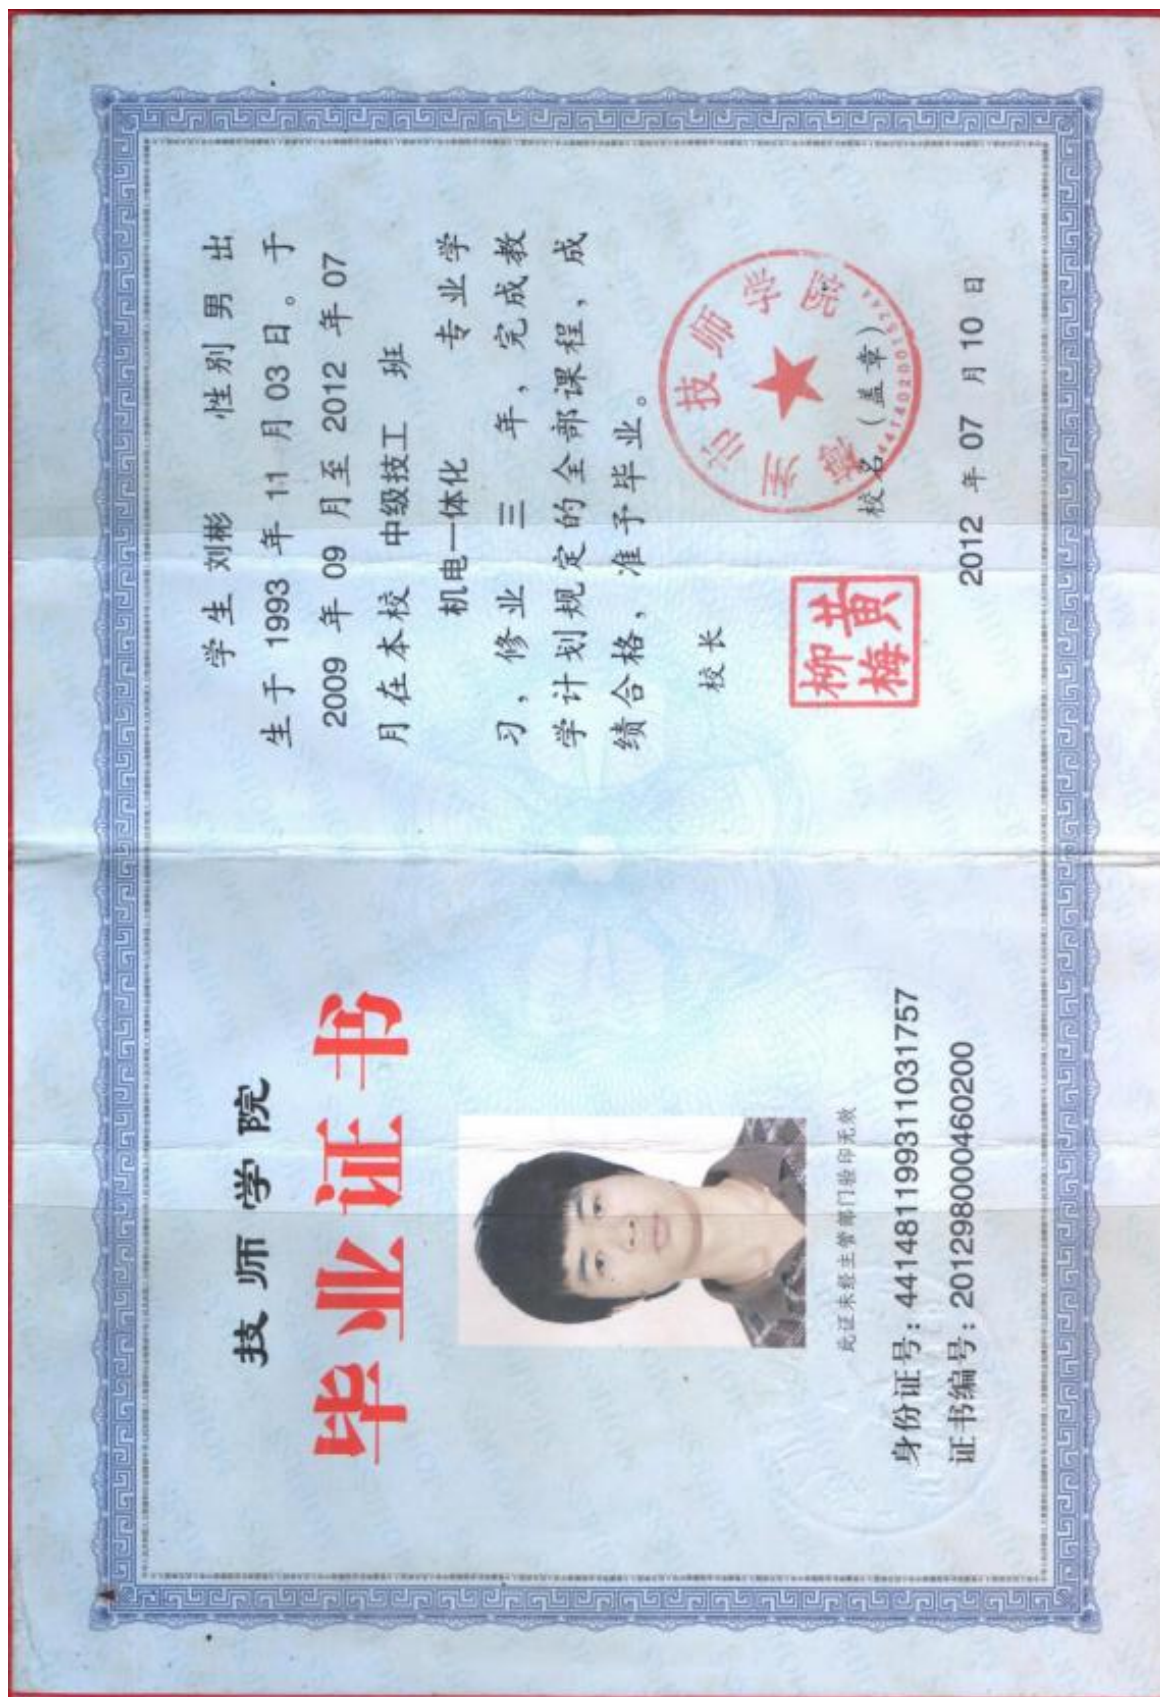 技师学院
毕业证书
此证未经主管部门验印无效
身份证号：441481199311031757
证书编号：2012980000460200
学生 刘彬 性别 男 出
生于 1993 年 11 月 03 日。于
2009 年 09 月至 2012 年 07
月在本校 中级技工 班
机电一体化 专业学
习，修业 三 年，完成教
学计划规定的全部课程，成
绩合格，准予毕业。
校长
黄梅柳
校名（盖章）
梅州市技师学院
2012 年 07 月 10 日